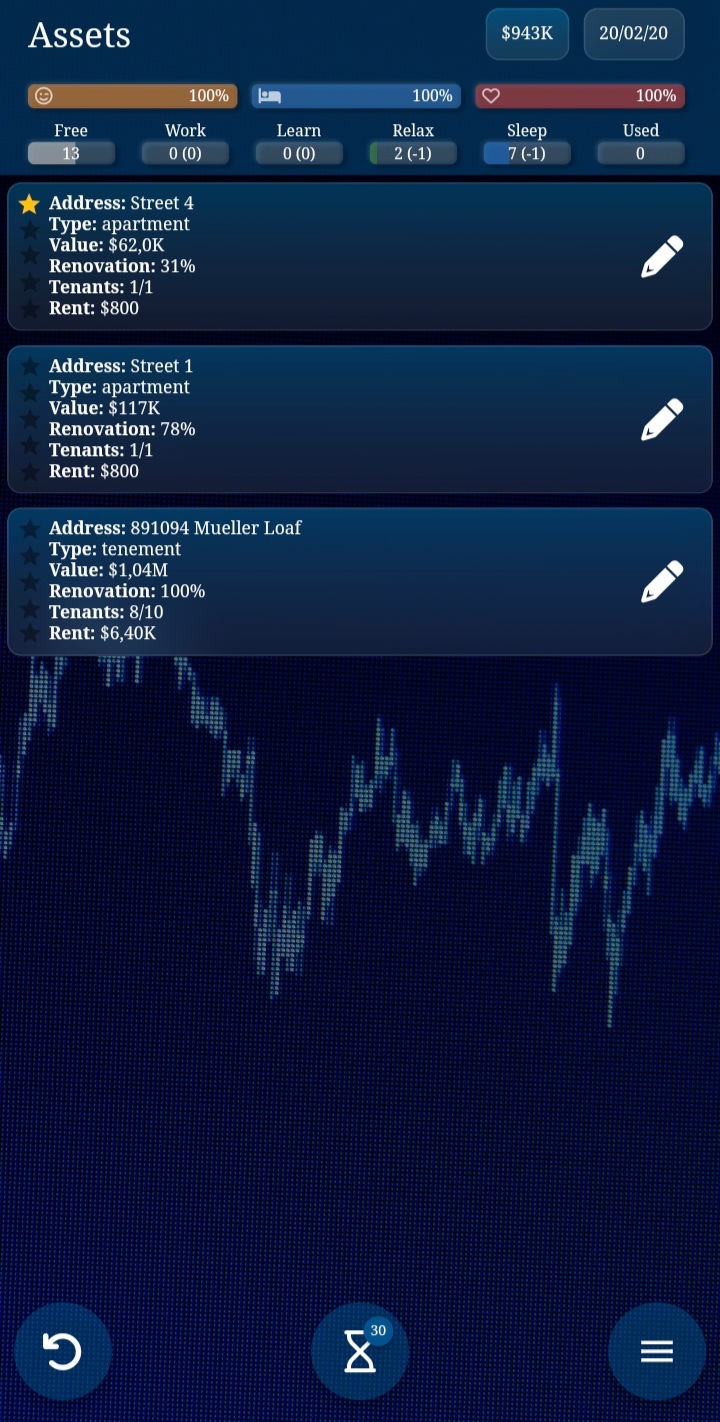 Assets
$943K
20/02/20
100%
100%
100%
Free
Work
Learn
Relax
Sleep
Used
13
0 (0)
0 (0)
2 (-1)
7 (-1)
0
Address: Street 4
Type: apartment
Value: $62,0K
Renovation: 31%
Tenants: 1/1
Rent: $800
Address: Street 1
Type: apartment
Value: $117K
Renovation: 78%
Tenants: 1/1
Rent: $800
Address: 891094 Mueller Loaf
Type: tenement
Value: $1,04M
Renovation: 100%
Tenants: 8/10
Rent: $6,40K
30